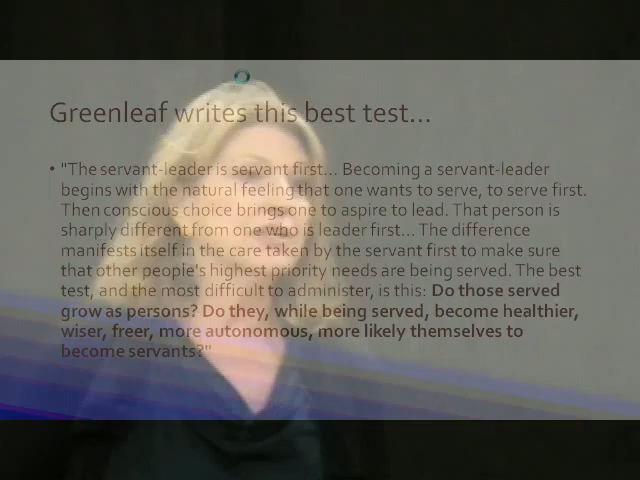 Greenleaf writes this best test...
• "The servant-leader is servant first... Becoming a servant-leader
begins with the natural feeling that one wants to serve, to serve first.
Then conscious choice brings one to aspire to lead. That person is
sharply different from one who is leader first... The difference
manifests itself in the care taken by the servant first to make sure
that other people's highest priority needs are being served. The best
test, and the most difficult to administer, is this: Do those served
grow as persons? Do they, while being served, become healthier,
wiser, freer, more autonomous, more likely themselves to
become servants?"